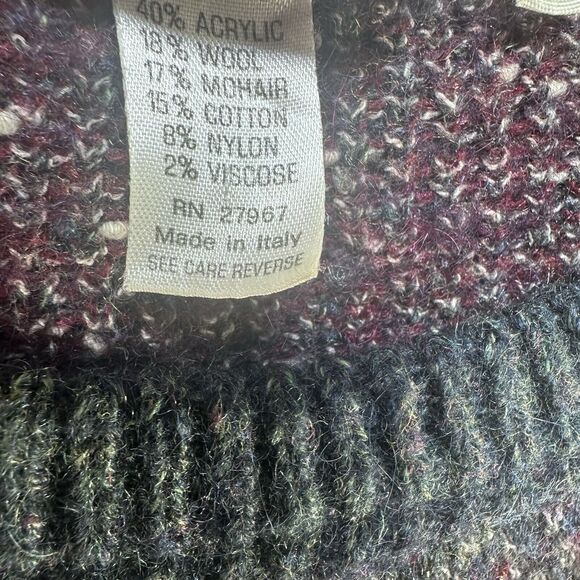 40% ACRYLIC
18% WOOL
17% MOHAIR
15% COTTON
8% NYLON
2% VISCOSE
RN 27967
Made in Italy
SEE CARE REVERSE